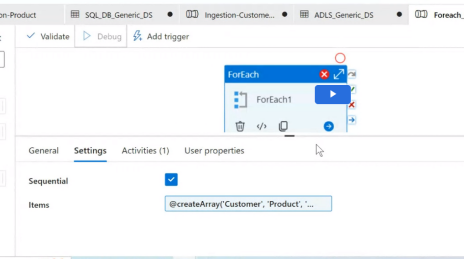 on-Product
SQL_DB_Generic_DS
Ingestion-Custome...
ADLS_Generic_DS
Foreach_
Validate
Debug
Add trigger
ForEach
ForEach1
General
Settings
Activities (1)
User properties
Sequential
Items
@createArray('Customer', 'Product', '...